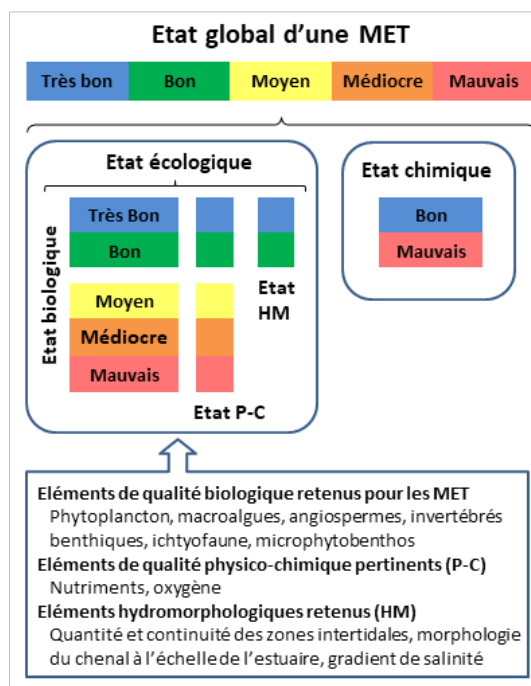 Etat global d'une MET
Très bon Bon Moyen Médiocre Mauvais
Etat écologique
Etat biologique
Très Bon
Bon
Etat
HM
Moyen
Médiocre
Mauvais
Etat P-C
Etat chimique
Bon
Mauvais
Eléments de qualité biologique retenus pour les MET
Phytoplancton, macroalgues, angiospermes, invertébrés
benthiques, ichtyofaune, microphytobenthos
Eléments de qualité physico-chimique pertinents (P-C)
Nutriments, oxygène
Eléments hydromorphologiques retenus (HM)
Quantité et continuité des zones intertidales, morphologie
du chenal à l'échelle de l'estuaire, gradient de salinité